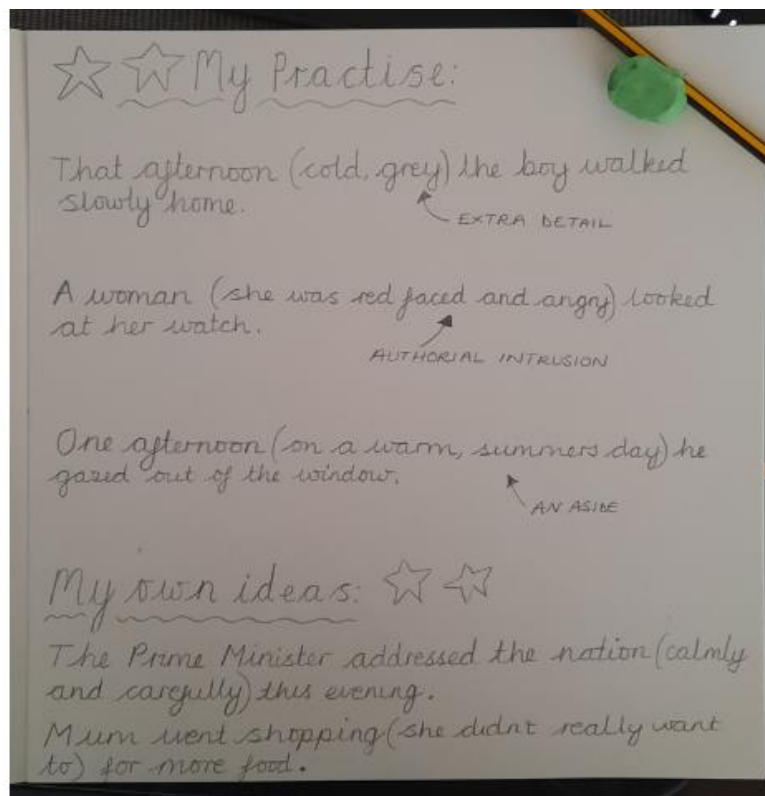 My Practise:
That afternoon (cold, grey) the boy walked
slowly home.
EXTRA DETAIL
A woman (she was red faced and angry) looked
at her watch.
AUTHORIAL INTRUSION
One afternoon (on a warm, summers day) he
gazed out of the window.
AN ASIDE
My own ideas:
The Prime Minister addressed the nation (calmly
and carefully) this evening.
Mum went shopping (she didnt really want
to) for more food.